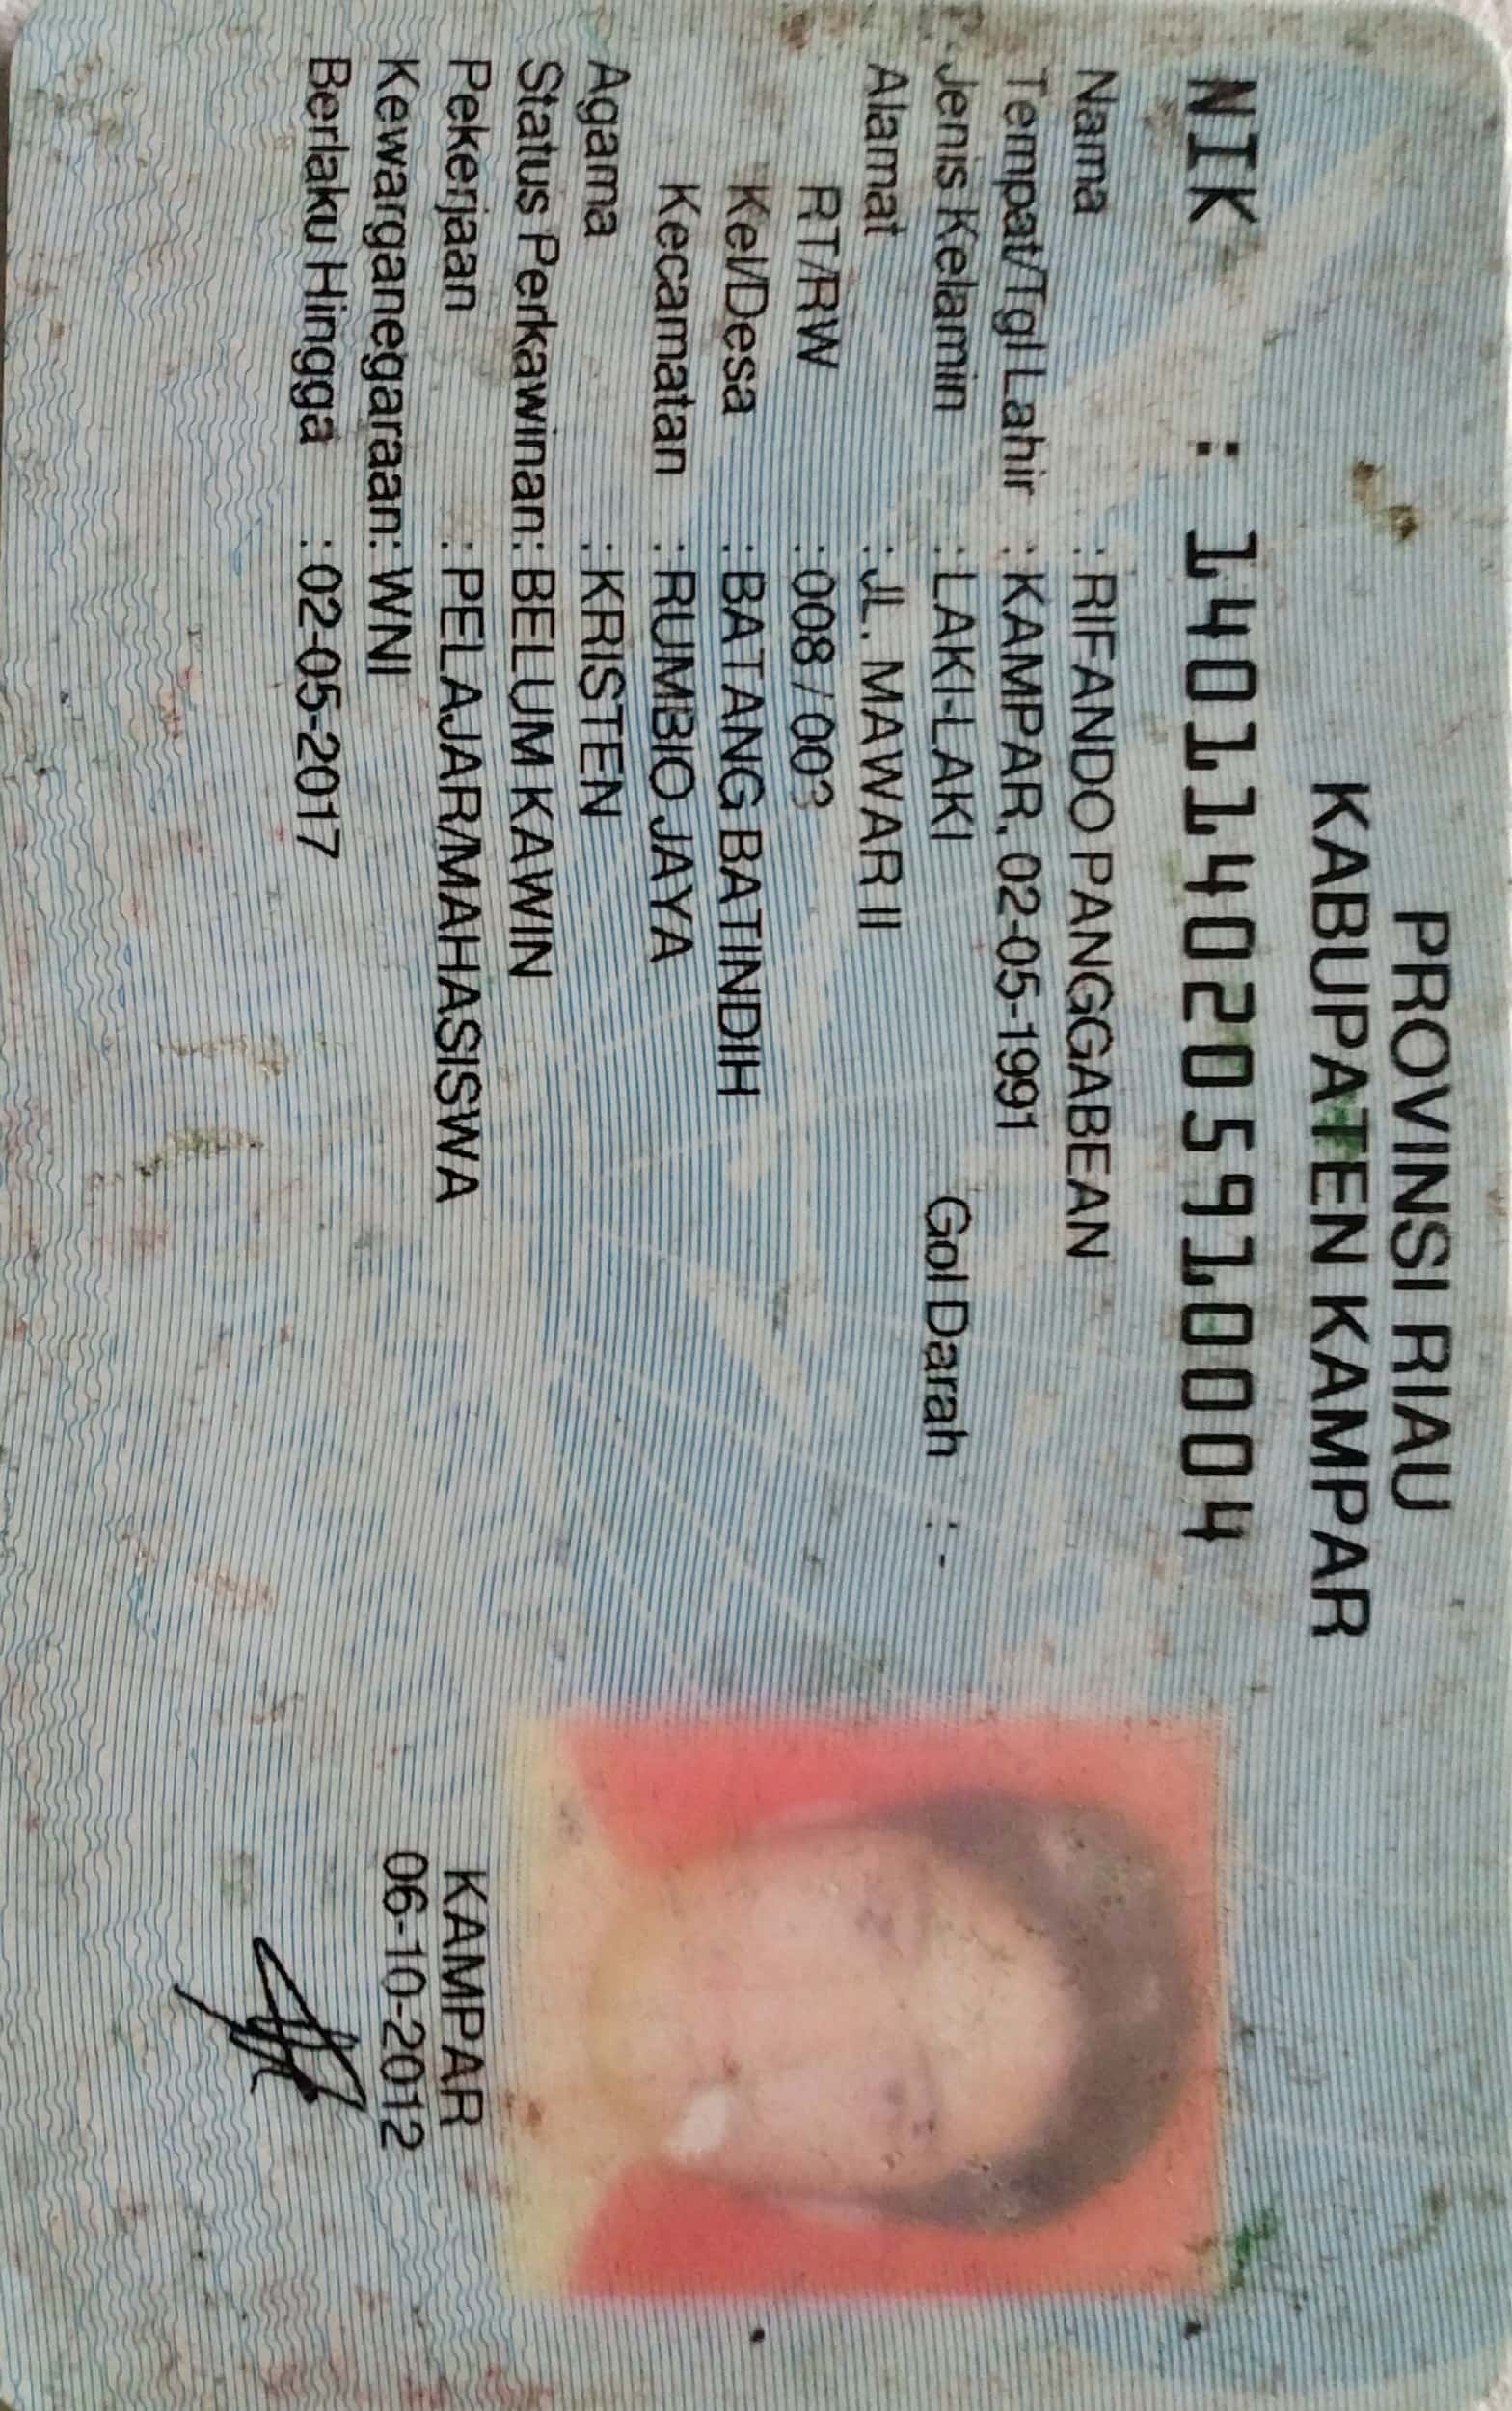 PROVINSI RIAU
KABUPATEN KAMPAR
NIK : 1401140205910004
Nama : RIFANDO PANGGABEAN
Tempat/Tgl Lahir : KAMPAR, 02-05-1991
Jenis Kelamin : LAKI-LAKI Gol Darah : -
Alamat : JL. MAWAR II
RT/RW : 008 / 003
Kel/Desa : BATANG BATINDIH
Kecamatan : RUMBIO JAYA
Agama : KRISTEN
Status Perkawinan: BELUM KAWIN
Pekerjaan : PELAJAR/MAHASISWA
Kewarganegaraan: WNI
Berlaku Hingga : 02-05-2017
KAMPAR
06-10-2012